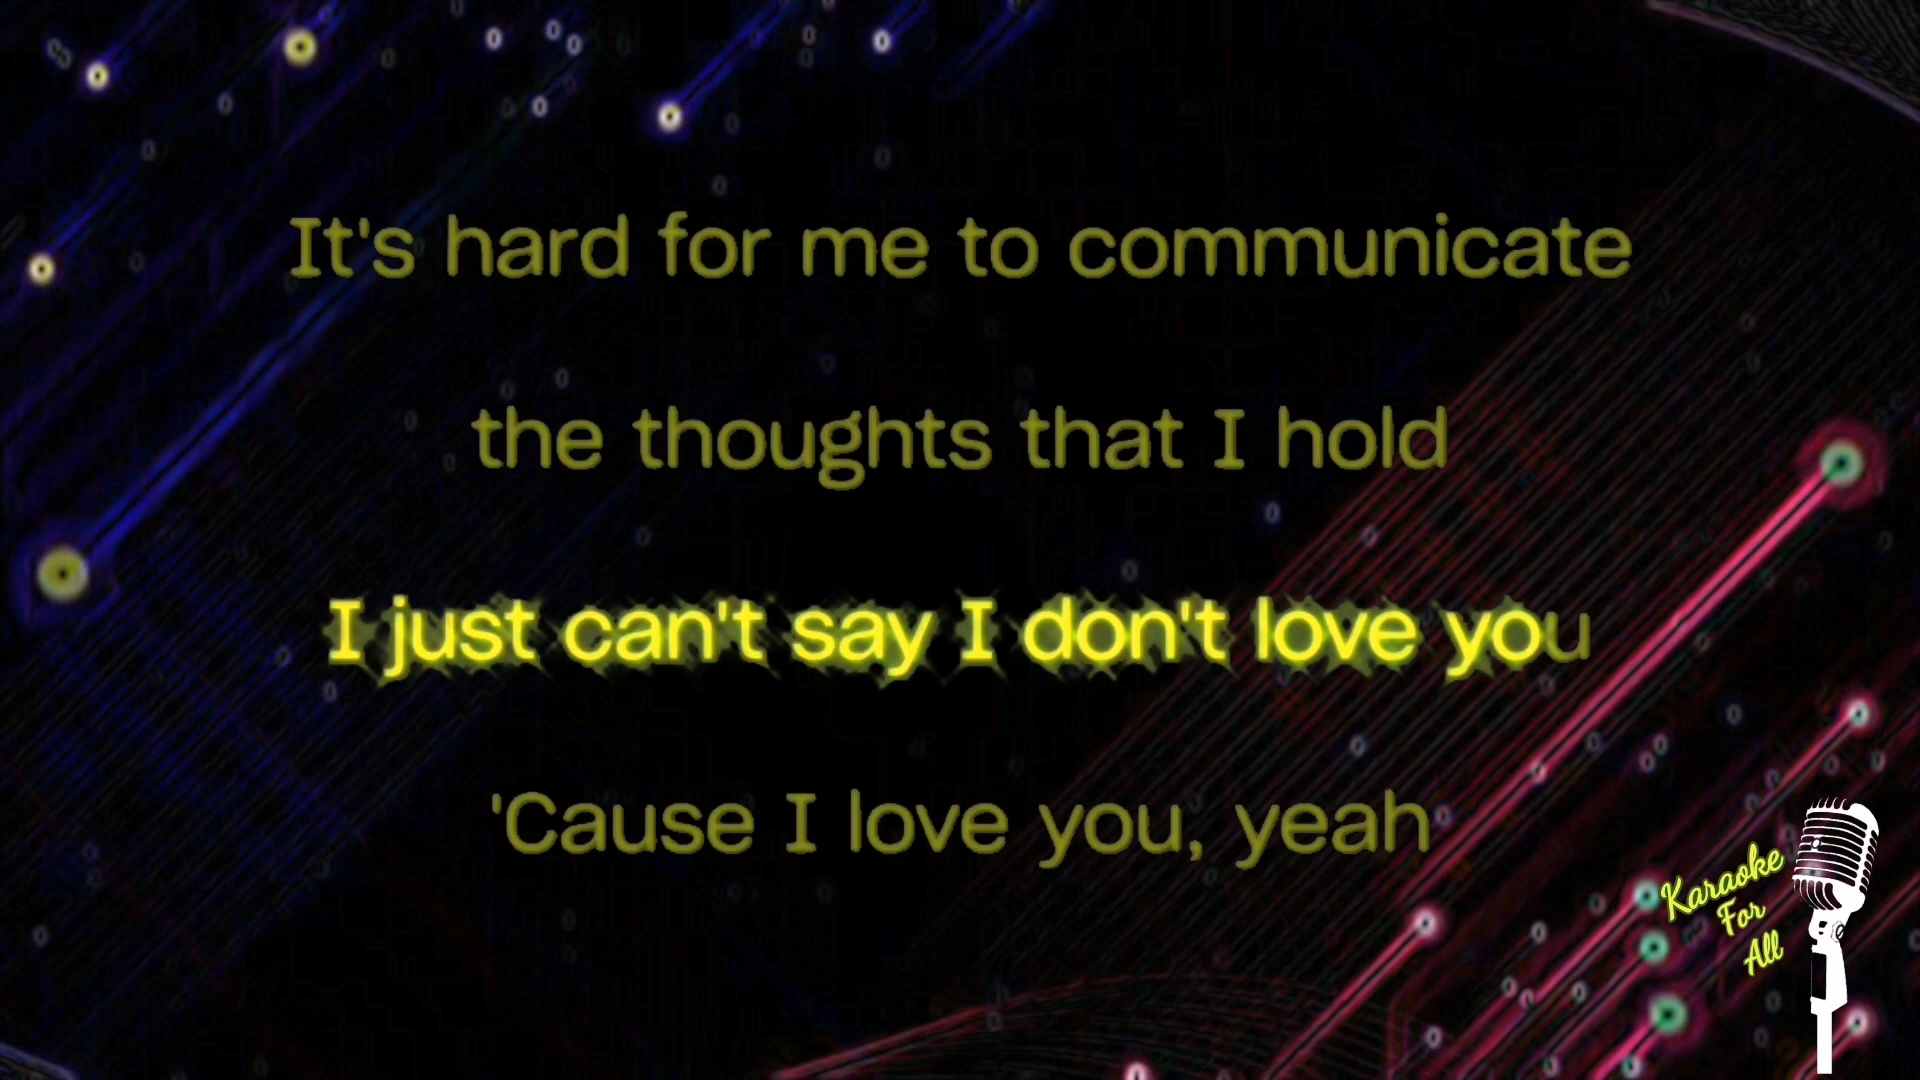 It's hard for me to communicate
the thoughts that I hold
I just can't say I don't love you
'Cause I love you, yeah
Karaoke
For
All